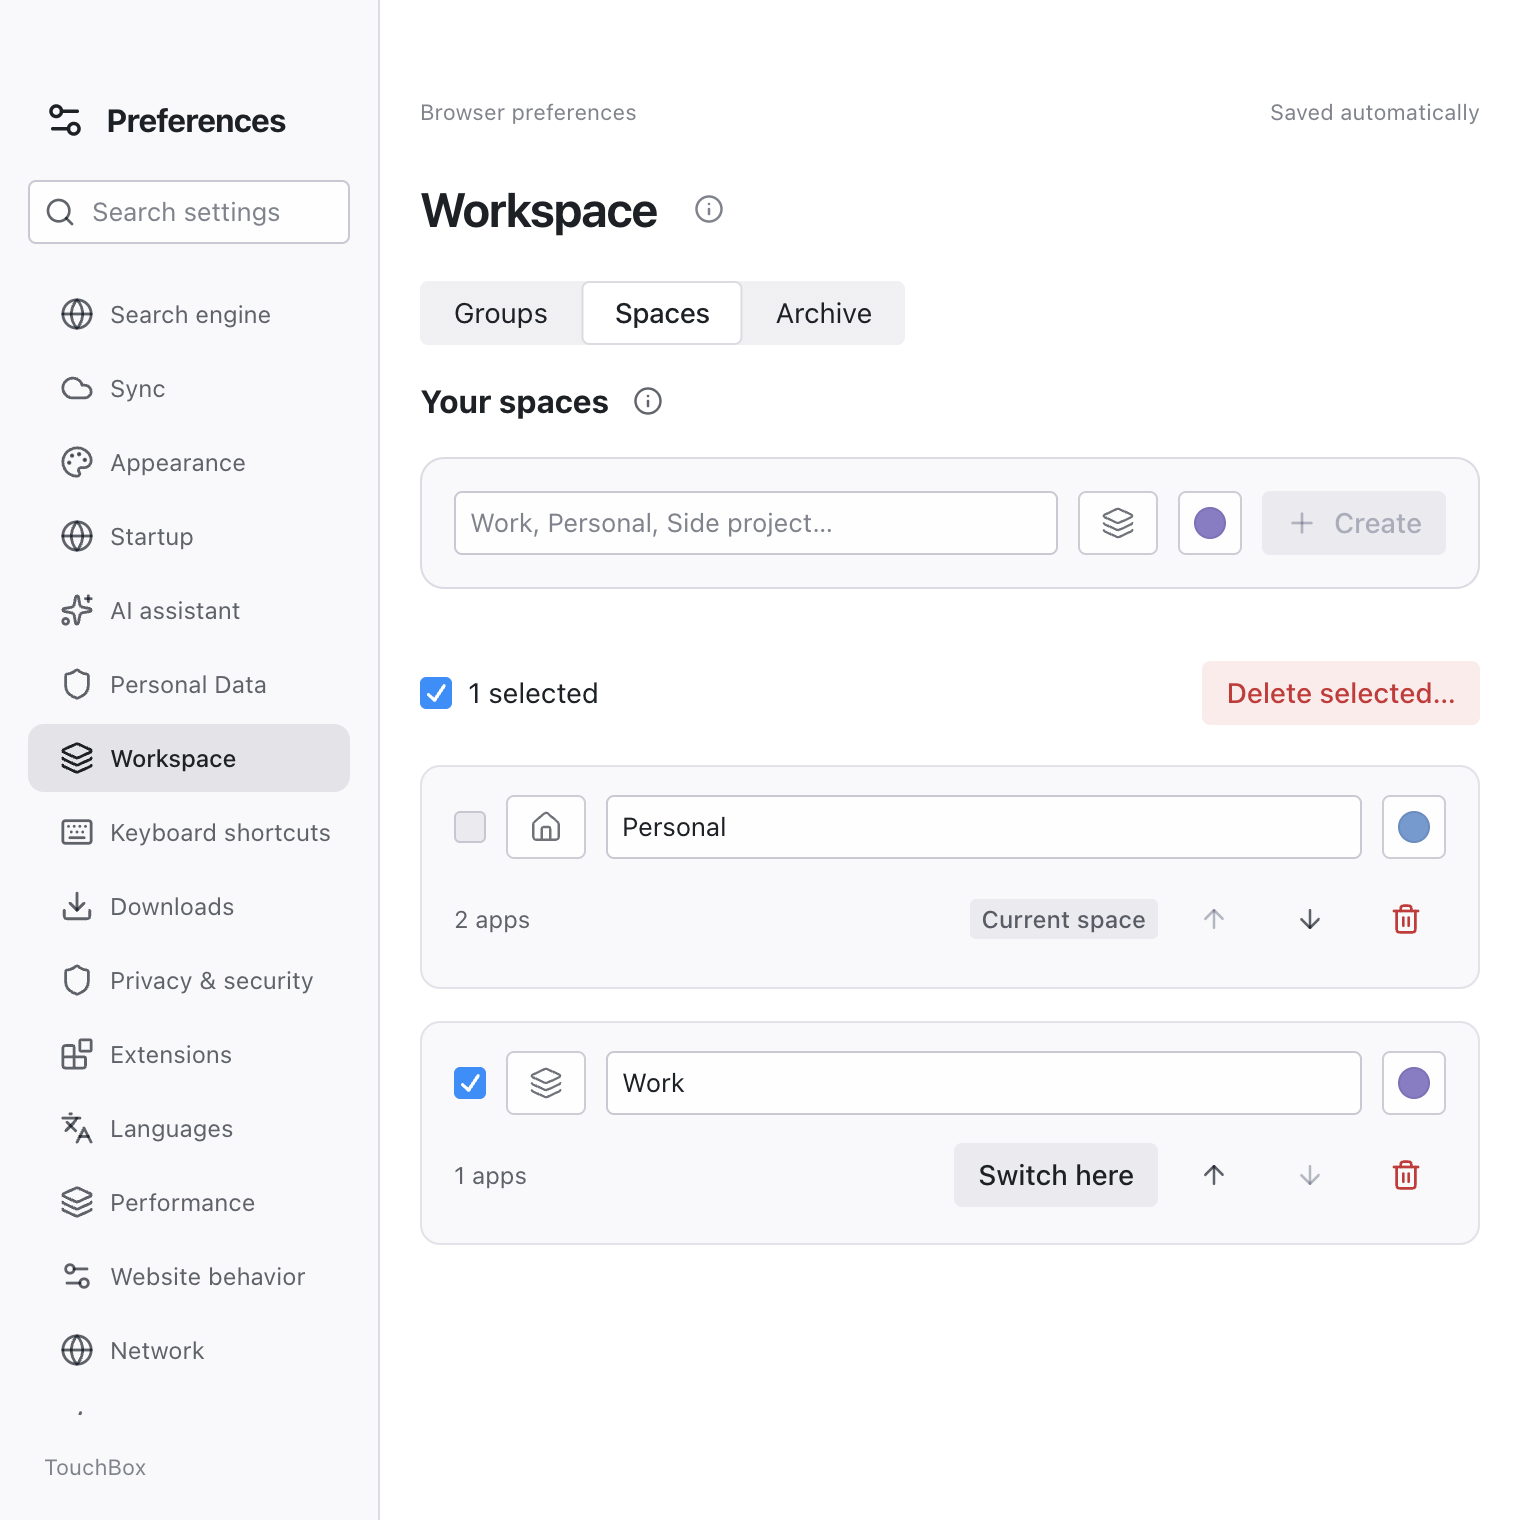 Preferences
Search settings
Search engine
Sync
Appearance
Startup
AI assistant
Personal Data
Workspace
Keyboard shortcuts
Downloads
Privacy & security
Extensions
Languages
Performance
Website behavior
Network
TouchBox
Browser preferences
Saved automatically
Workspace
Groups
Spaces
Archive
Your spaces
Work, Personal, Side project...
Create
1 selected
Delete selected...
Personal
2 apps
Current space
Work
1 apps
Switch here